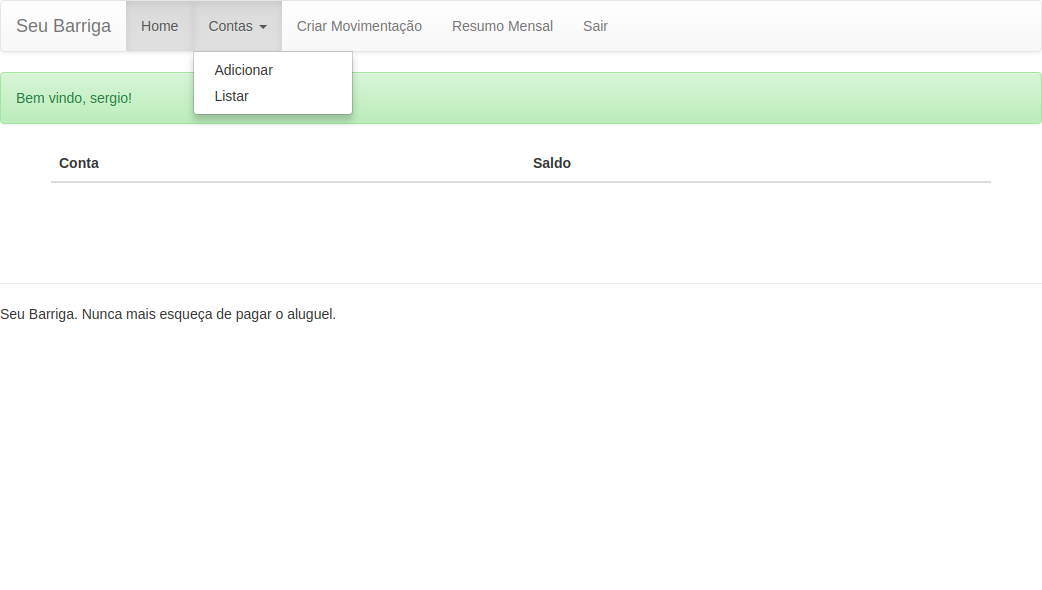 Seu Barriga Home Contas Criar Movimentação Resumo Mensal Sair
Adicionar
Listar
Bem vindo, sergio!
Conta Saldo
Seu Barriga. Nunca mais esqueça de pagar o aluguel.